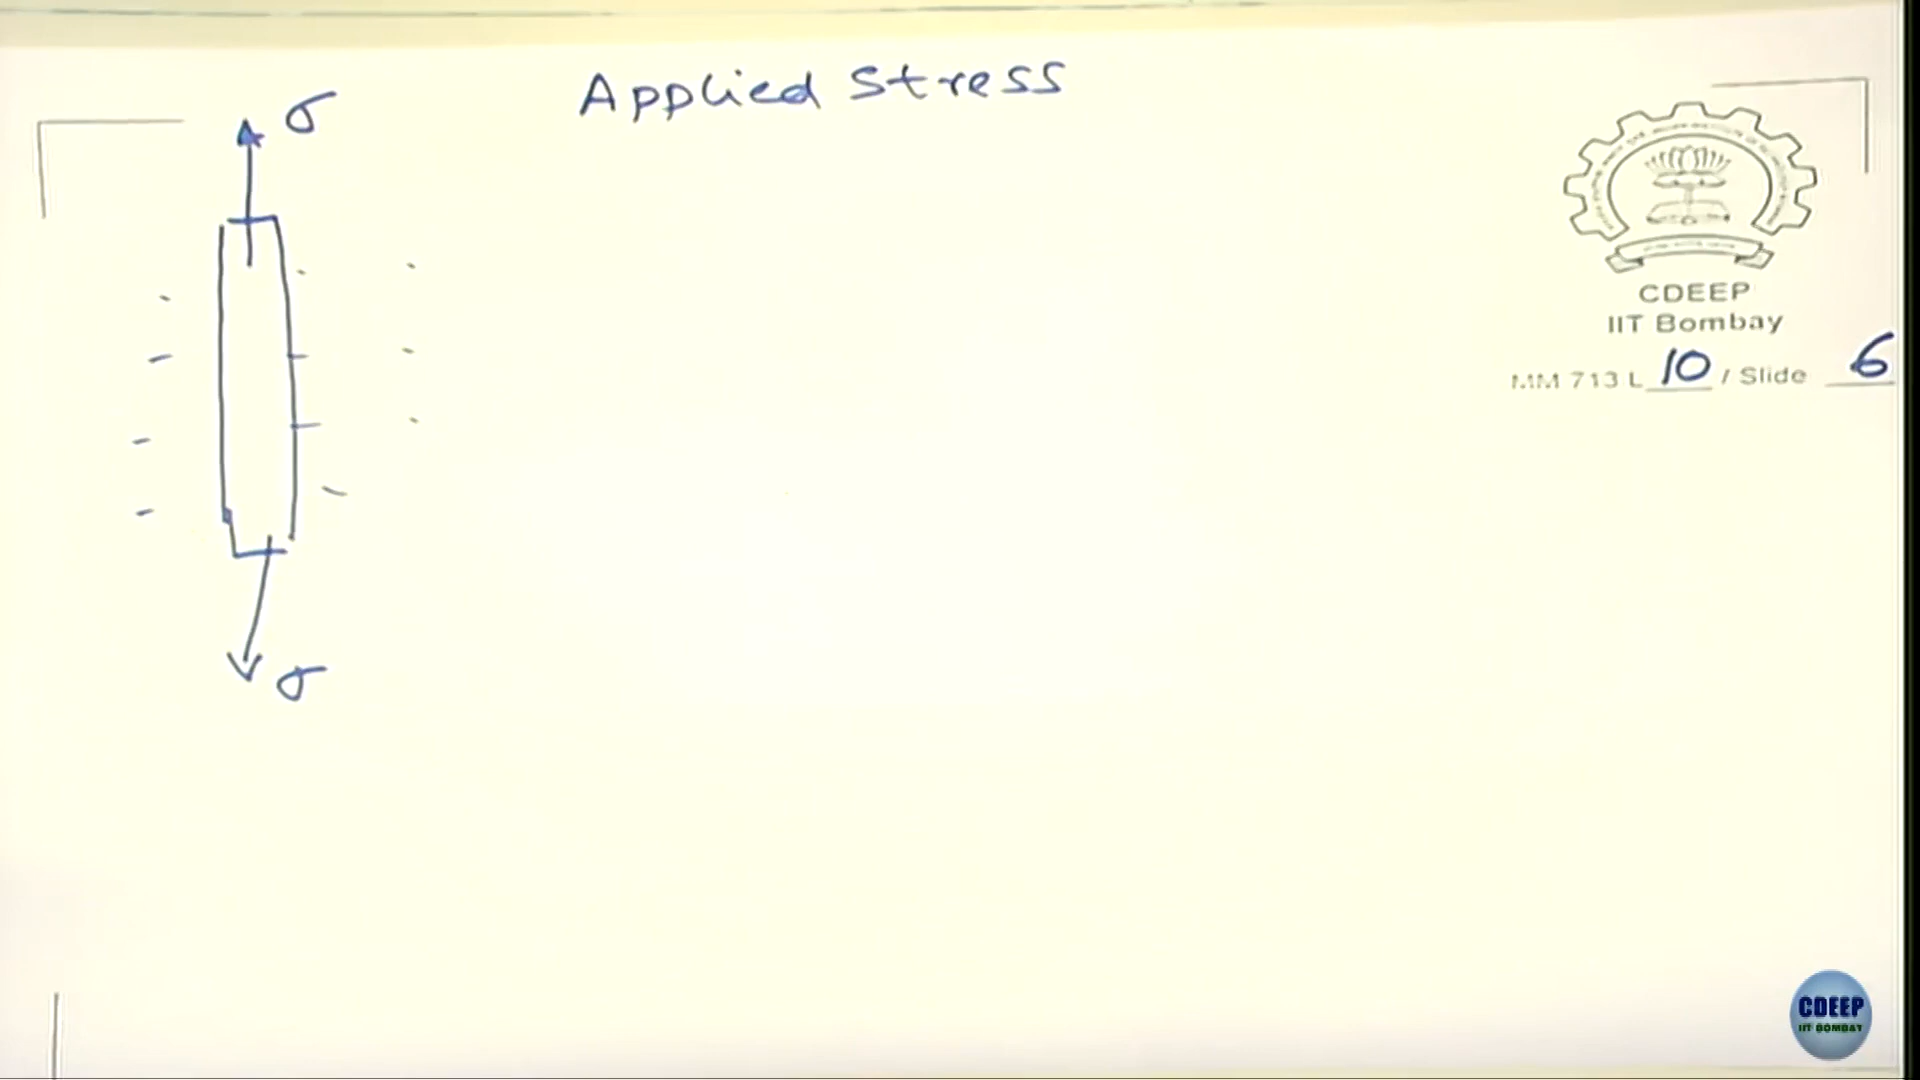 Applied Stress
σ
CDEEP
IIT Bombay
MM 713 L 10 / Slide 6
σ
CDEEP
IIT BOMBAY